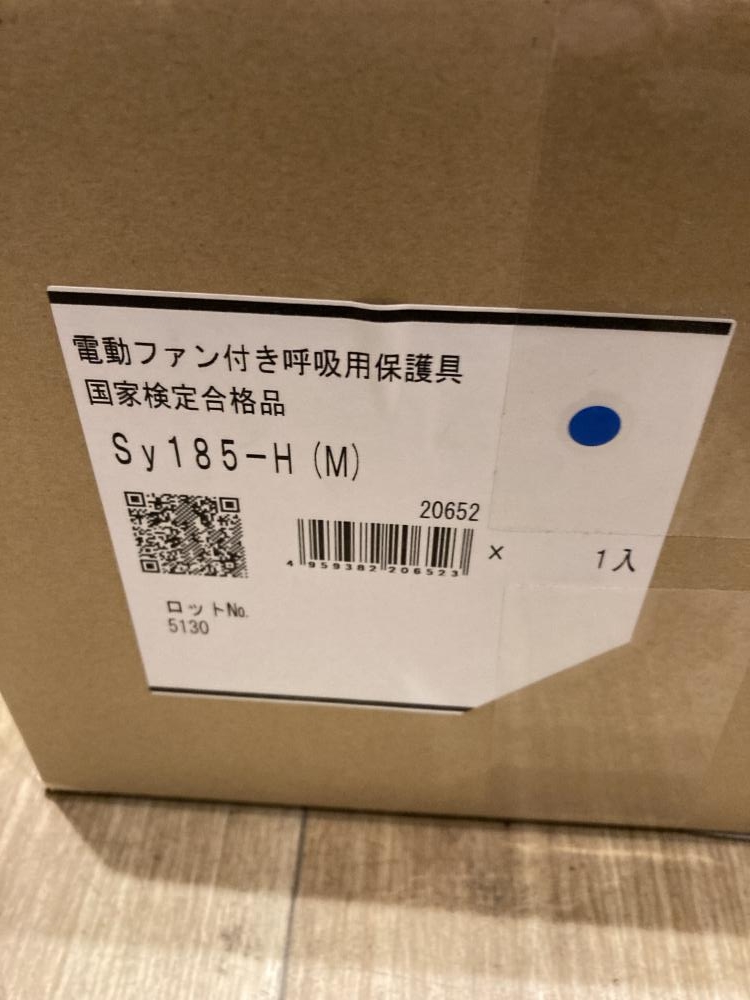 電動ファン付き呼吸用保護具
国家検定合格品
Sy185-H(M)
20652
4 959382 206523
× 1入
ロットNo.
5130